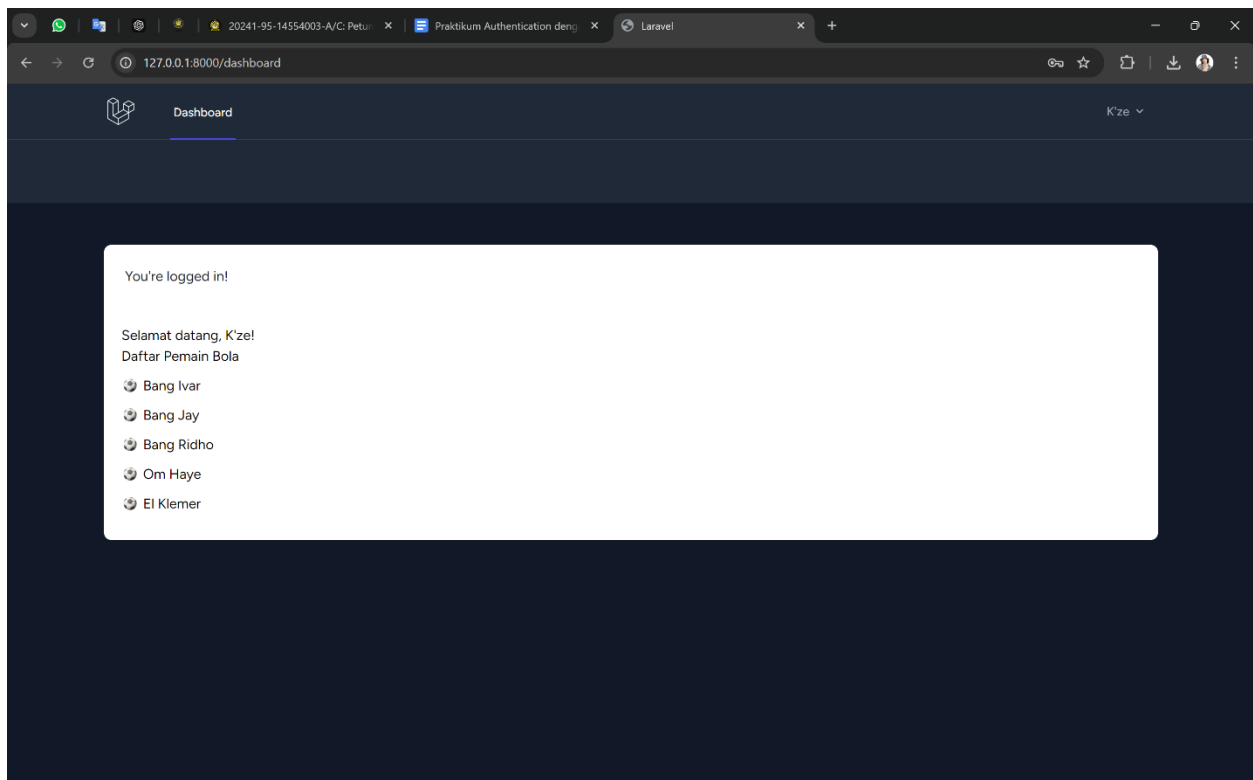 20241-95-14554003-A/C: Petun
Praktikum Authentication deng
Laravel
127.0.0.1:8000/dashboard
Dashboard
K'ze
You're logged in!
Selamat datang, K'ze!
Daftar Pemain Bola
Bang Ivar
Bang Jay
Bang Ridho
Om Haye
El Klemer